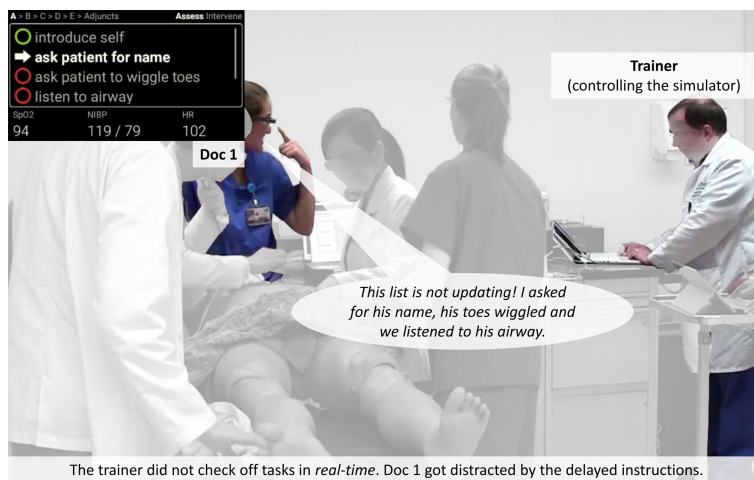 A > B > C > D > E > Adjuncts Assess Intervene
introduce self
ask patient for name
ask patient to wiggle toes
listen to airway
SpO2 NIBP HR
94 119 / 79 102
Doc 1
Trainer
(controlling the simulator)
This list is not updating! I asked
for his name, his toes wiggled and
we listened to his airway.
The trainer did not check off tasks in real-time. Doc 1 got distracted by the delayed instructions.